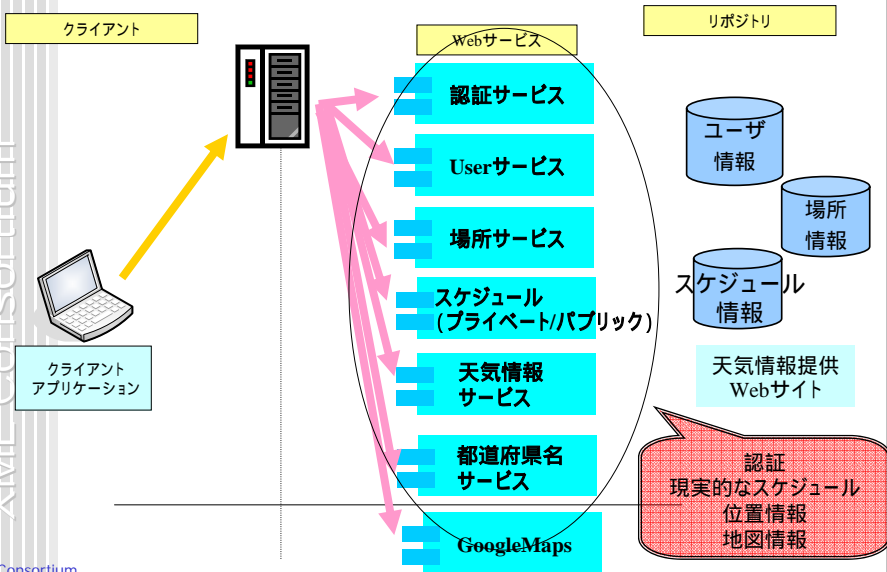 クライアント
Webサービス
リポジトリ
認証サービス
Userサービス
場所サービス
スケジュール
(プライベート/パブリック)
天気情報
サービス
都道府県名
サービス
GoogleMaps
ユーザ
情報
場所
情報
スケジュール
情報
天気情報提供
Webサイト
認証
現実的なスケジュール
位置情報
地図情報
クライアント
アプリケーション
XML Consortium
Consortium